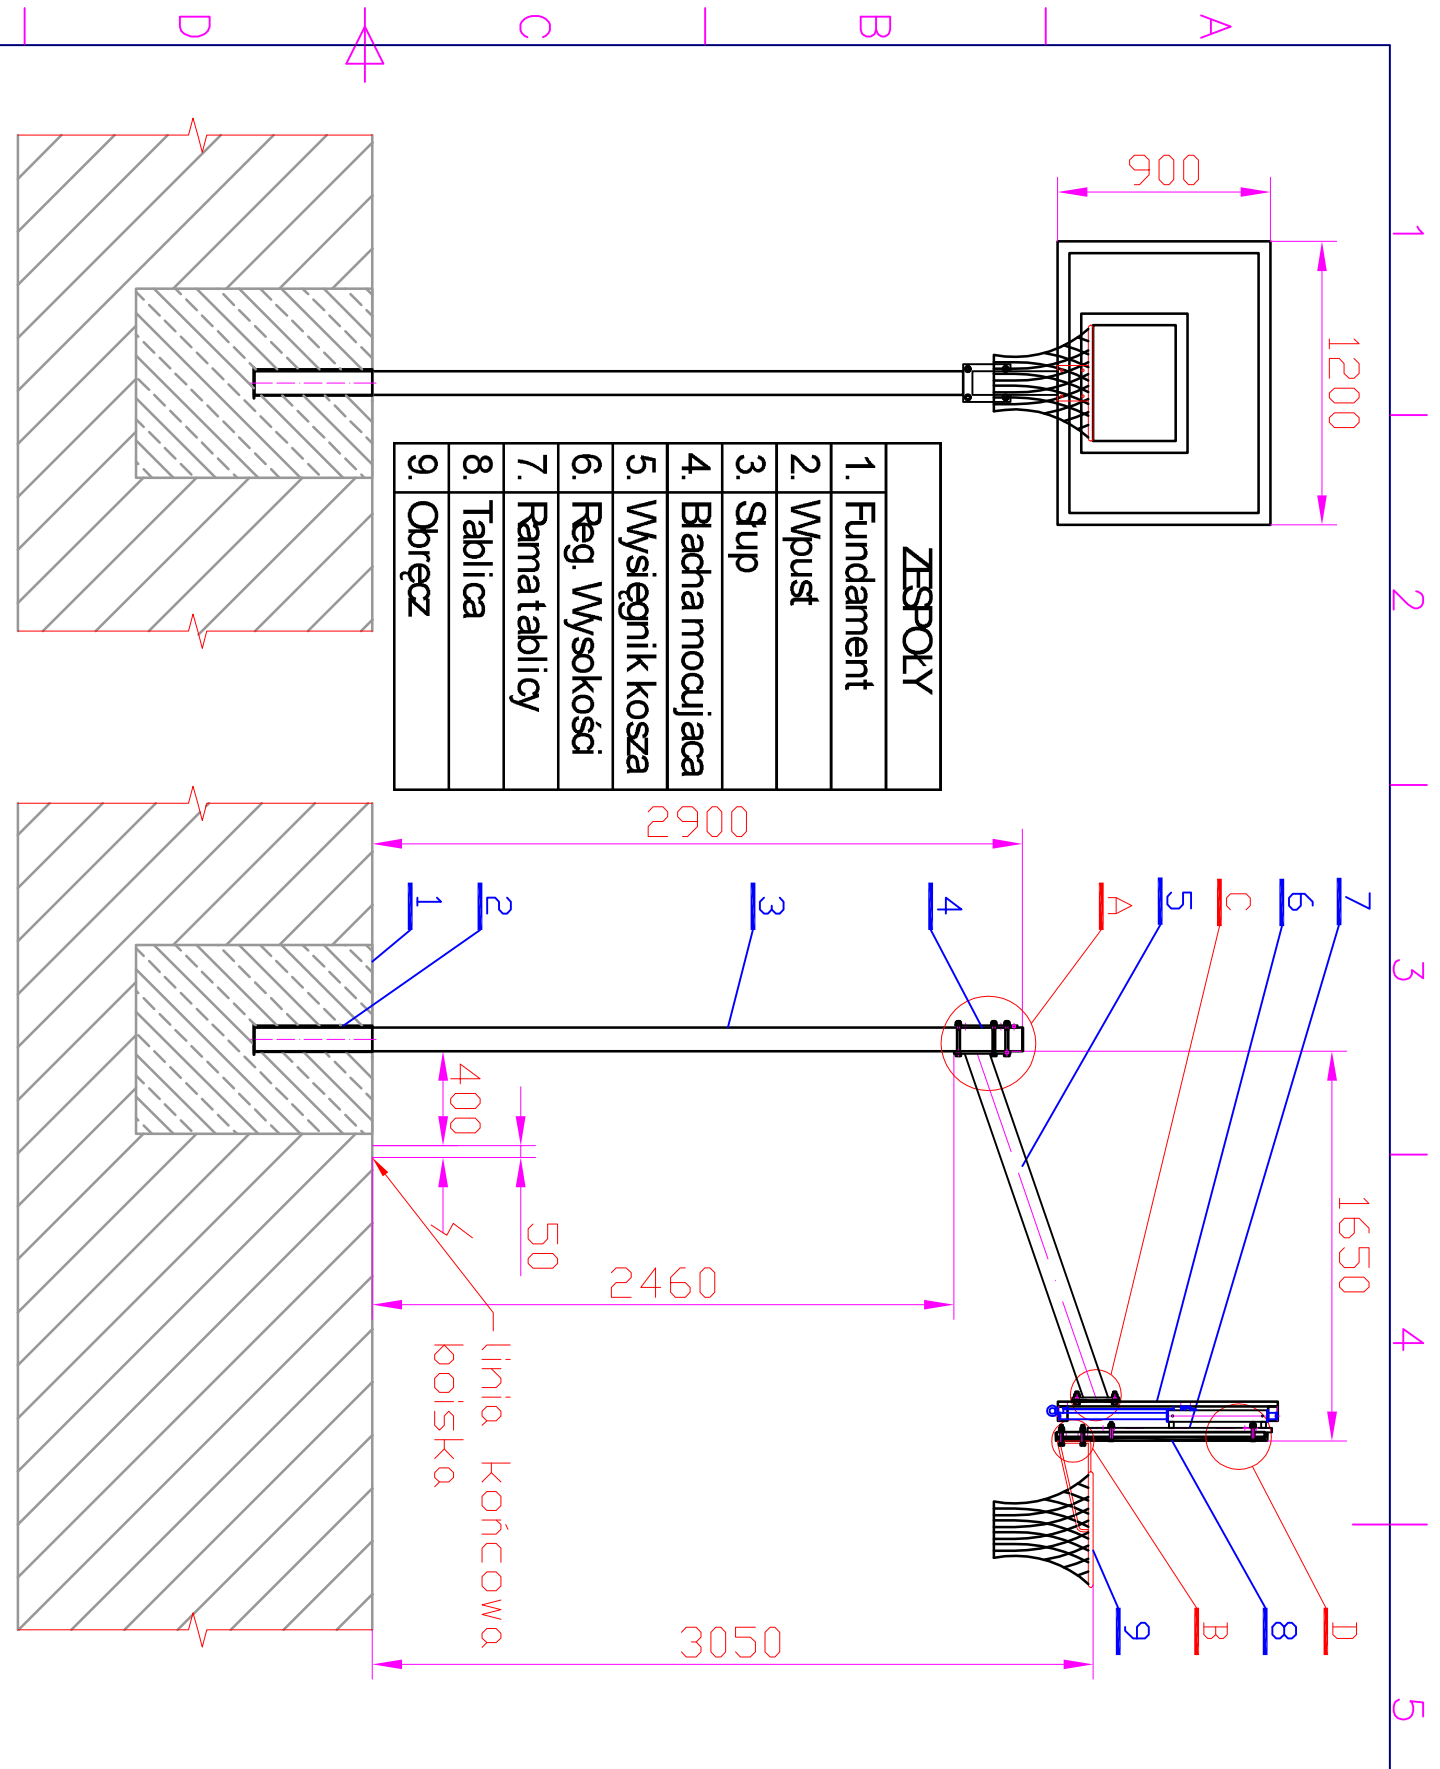 1
2
3
4
5
A
B
C
D
900
1200
ZESPOŁY
1. Fundament
2. Wpust
3. Słup
4. Blacha mocujaca
5. Wysięgnik kosza
6. Reg. Wysokości
7. Rama tablicy
8. Tablica
9. Obręcz
7
6
C
5
A
4
3
2
1
2900
1650
400
50
2460
linia końcowa
boiska
3050
D
8
B
9